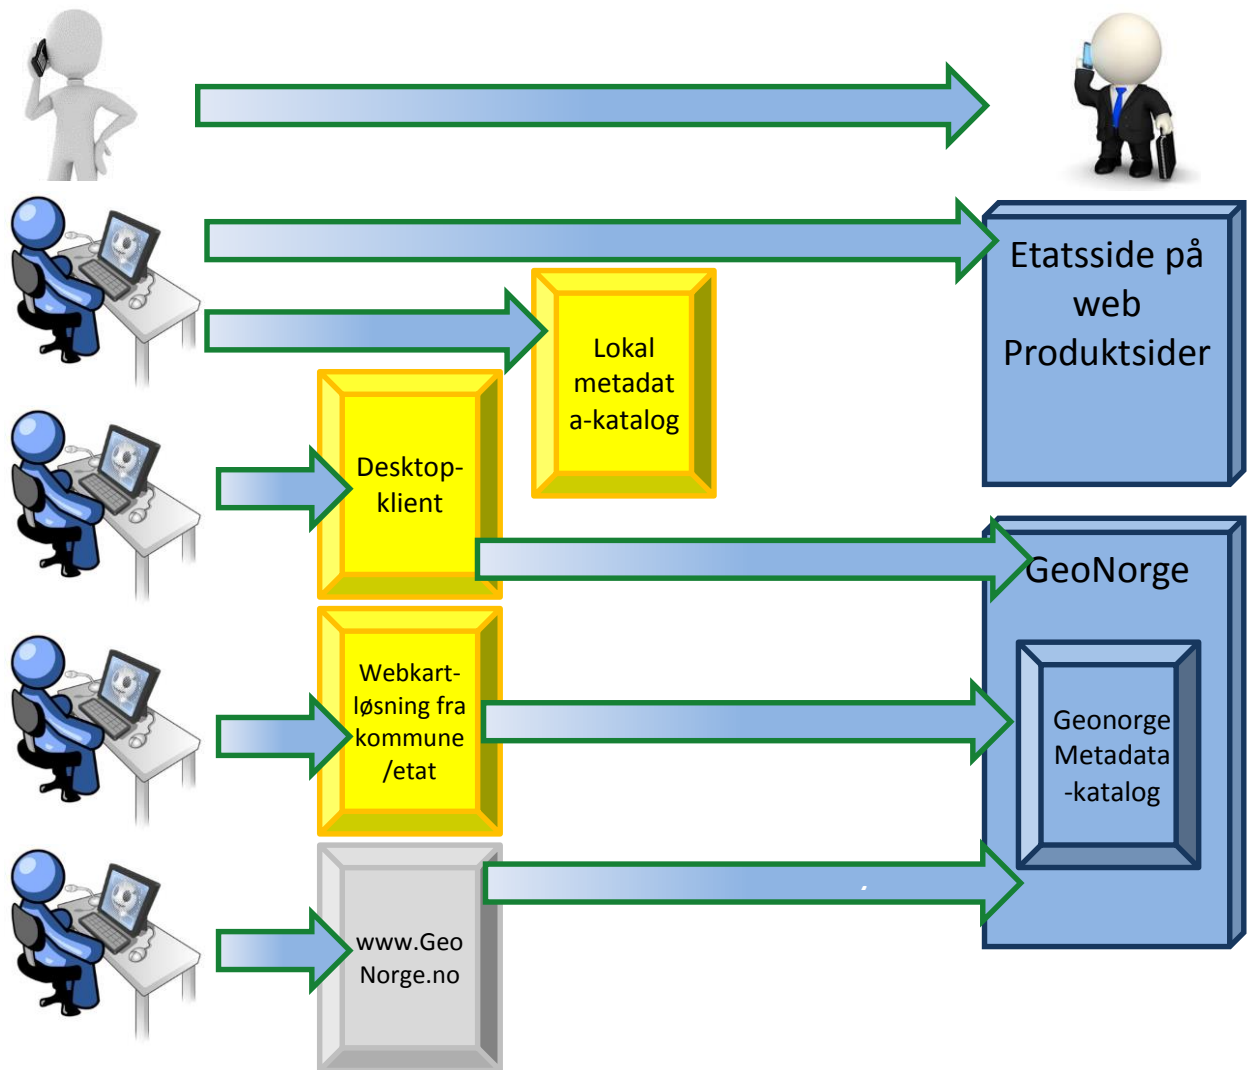 Etatsside på
web
Produktsider
Lokal
metadat
a-katalog
Desktop-
klient
GeoNorge
Webkart-
løsning fra
kommune
/etat
Geonorge
Metadata
-katalog
www.Geo
Norge.no